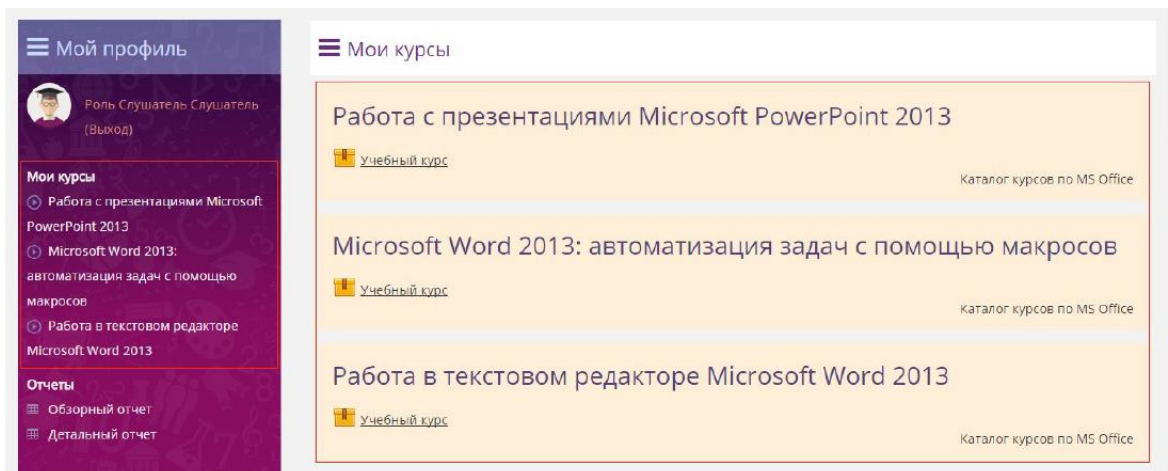 Мой профиль
Роль Слушатель Слушатель
(Выход)
Мои курсы
Работа с презентациями Microsoft
PowerPoint 2013
Microsoft Word 2013:
автоматизация задач с помощью
макросов
Работа в текстовом редакторе
Microsoft Word 2013
Отчеты
Обзорный отчет
Детальный отчет
Мои курсы
Работа с презентациями Microsoft PowerPoint 2013
Учебный курс
Каталог курсов по MS Office
Microsoft Word 2013: автоматизация задач с помощью макросов
Учебный курс
Каталог курсов по MS Office
Работа в текстовом редакторе Microsoft Word 2013
Учебный курс
Каталог курсов по MS Office